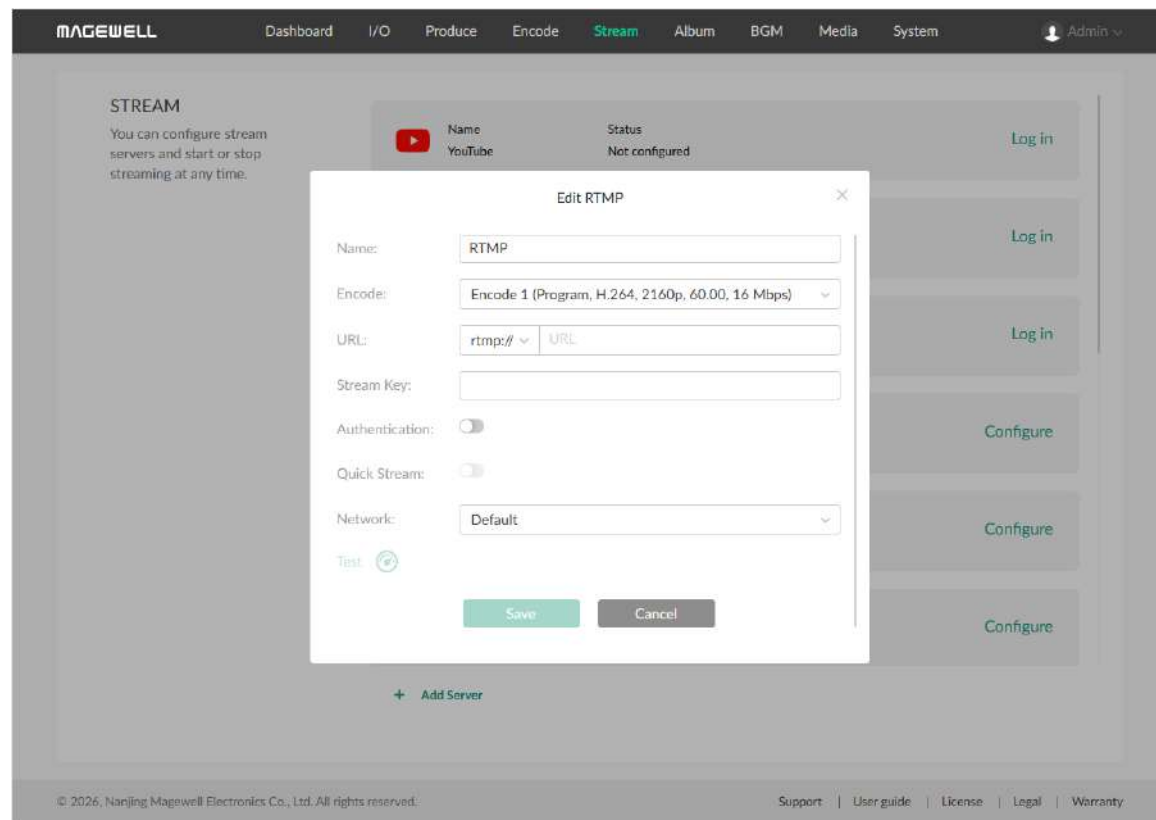 MAGEWELL Dashboard I/O Produce Encode Stream Album BGM Media System Admin
STREAM
You can configure stream
servers and start or stop
streaming at any time.
Name Status
YouTube Not configured
Log in
Edit RTMP
Log in
Name: RTMP
Encode: Encode 1 (Program, H.264, 2160p, 60.00, 16 Mbps)
URL: rtmp:// URL
Log in
Stream Key:
Authentication:
Configure
Quick Stream:
Network: Default
Configure
Test
Save Cancel
Configure
+ Add Server
© 2026, Nanjing Magewell Electronics Co., Ltd. All rights reserved.
Support | User guide | License | Legal | Warranty